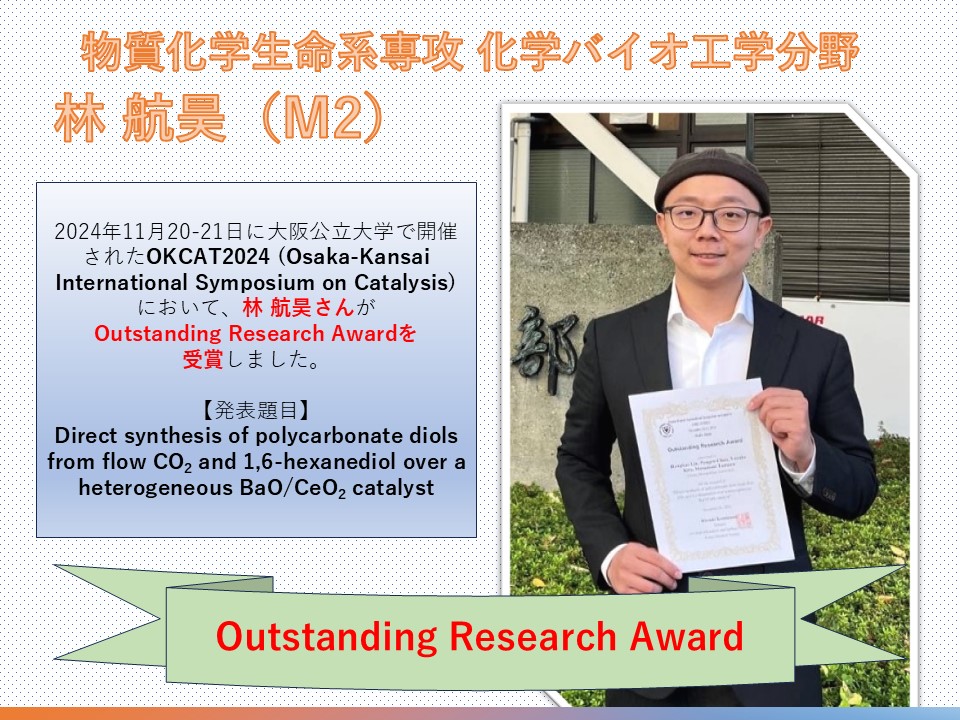 物質化学生命系専攻 化学バイオ工学分野
林 航昊（M2）
2024年11月20-21日に大阪公立大学で開催
されたOKCAT2024 (Osaka-Kansai
International Symposium on Catalysis)
において、林 航昊さんが
Outstanding Research Awardを
受賞しました。
【発表題目】
Direct synthesis of polycarbonate diols
from flow CO₂ and 1,6-hexanediol over a
heterogeneous BaO/CeO₂ catalyst
Outstanding Research Award
Outstanding Research Award